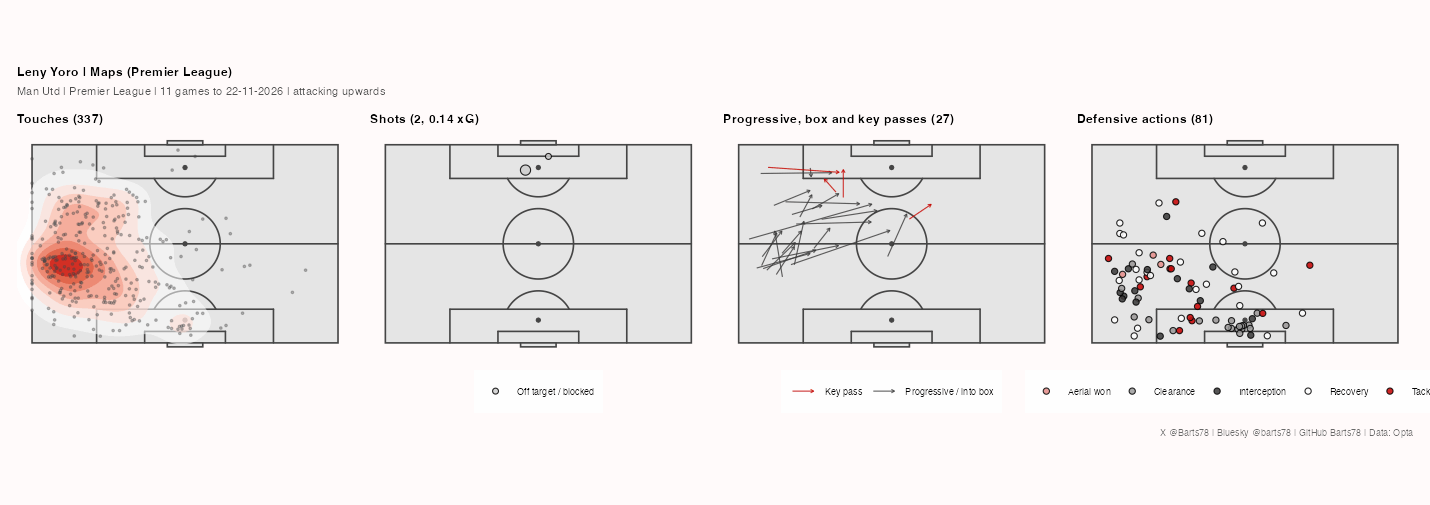 Leny Yoro | Maps (Premier League)
Man Utd | Premier League | 11 games to 22-11-2026 | attacking upwards
Touches (337)
Shots (2, 0.14 xG)
Progressive, box and key passes (27)
Defensive actions (81)
Off target / blocked
Key pass
Progressive / into box
Aerial won
Clearance
Interception
Recovery
Tack
X @Barts78 | Bluesky @barts78 | GitHub Barts78 | Data: Opta